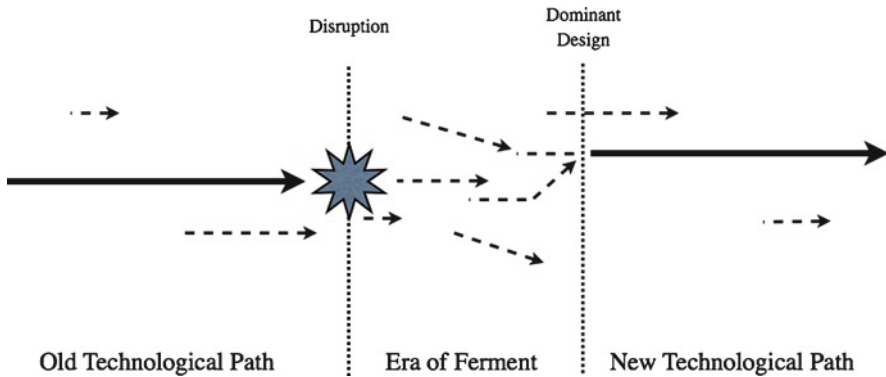 Disruption
Dominant
Design
Old Technological Path
Era of Ferment
New Technological Path